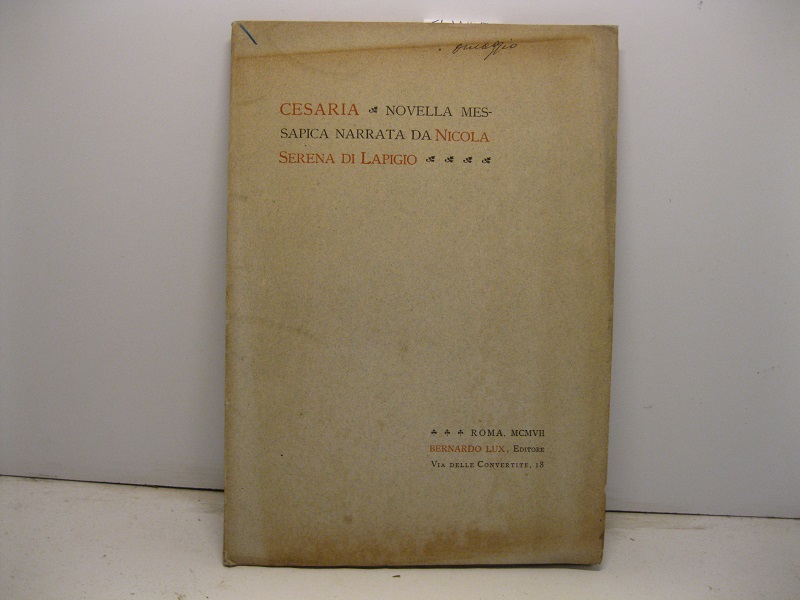 omaggio
CESARIA NOVELLA MES-
SAPICA NARRATA DA NICOLA
SERENA DI LAPIGIO
ROMA, MCMVII
BERNARDO LUX, EDITORE
VIA DELLE CONVERTITE, 18